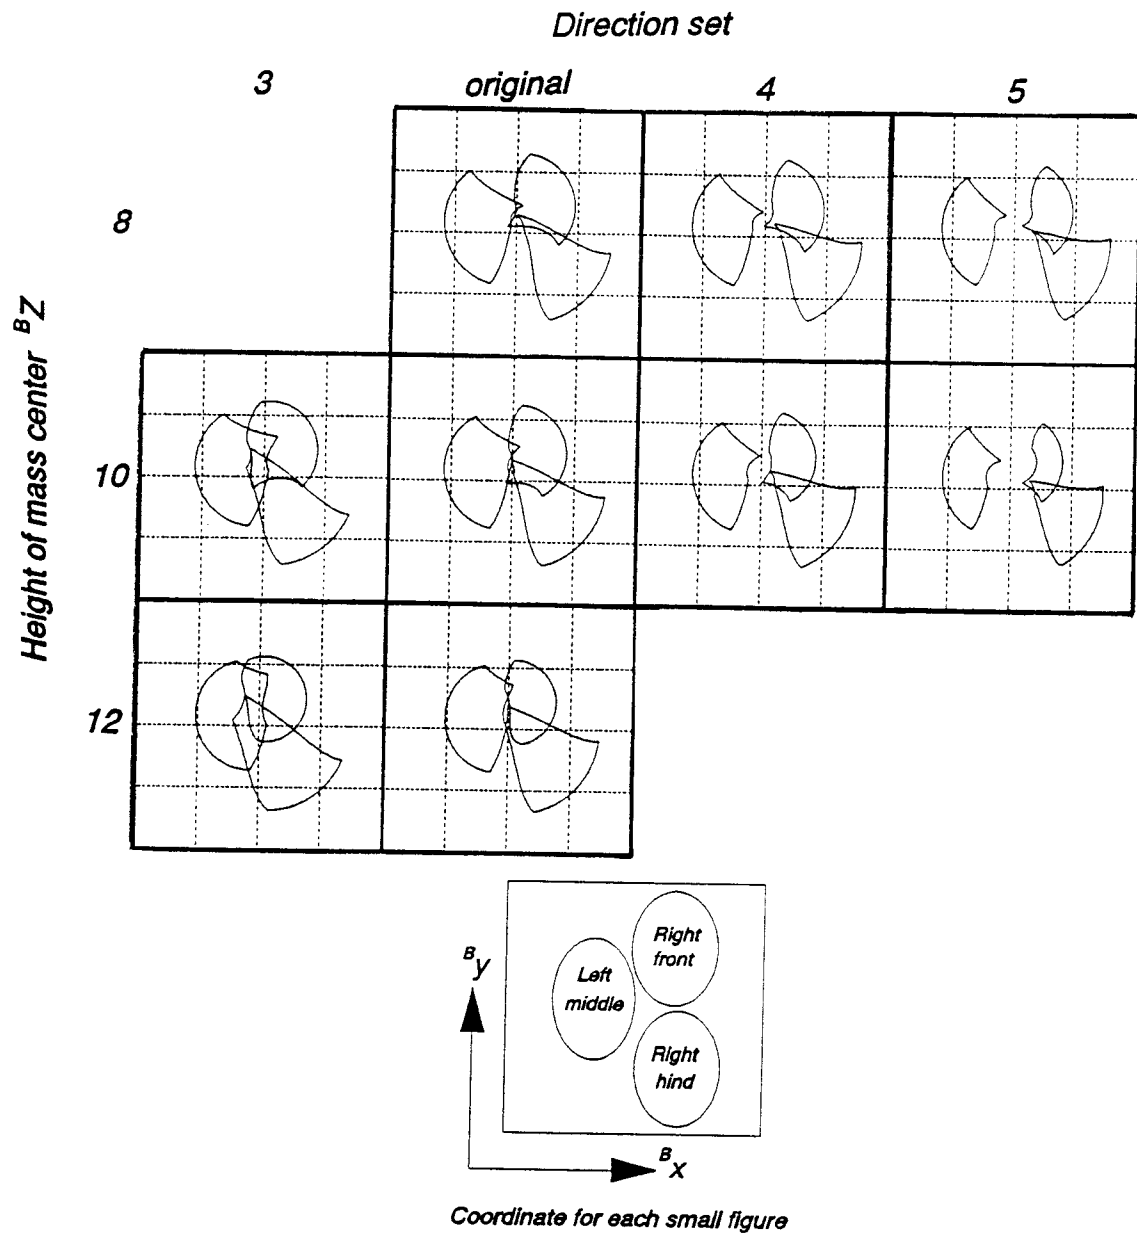 Direction set
3 original 4 5
8
Height of mass center ᴮZ
10
12
Right
front
Left
middle
ᴮy
Right
hind
ᴮx
Coordinate for each small figure